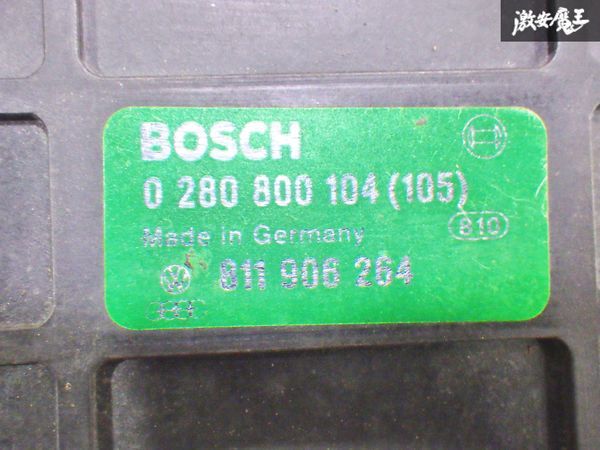 激安魔王
BOSCH
0 280 800 104 (105)
Made in Germany
810
811 906 264